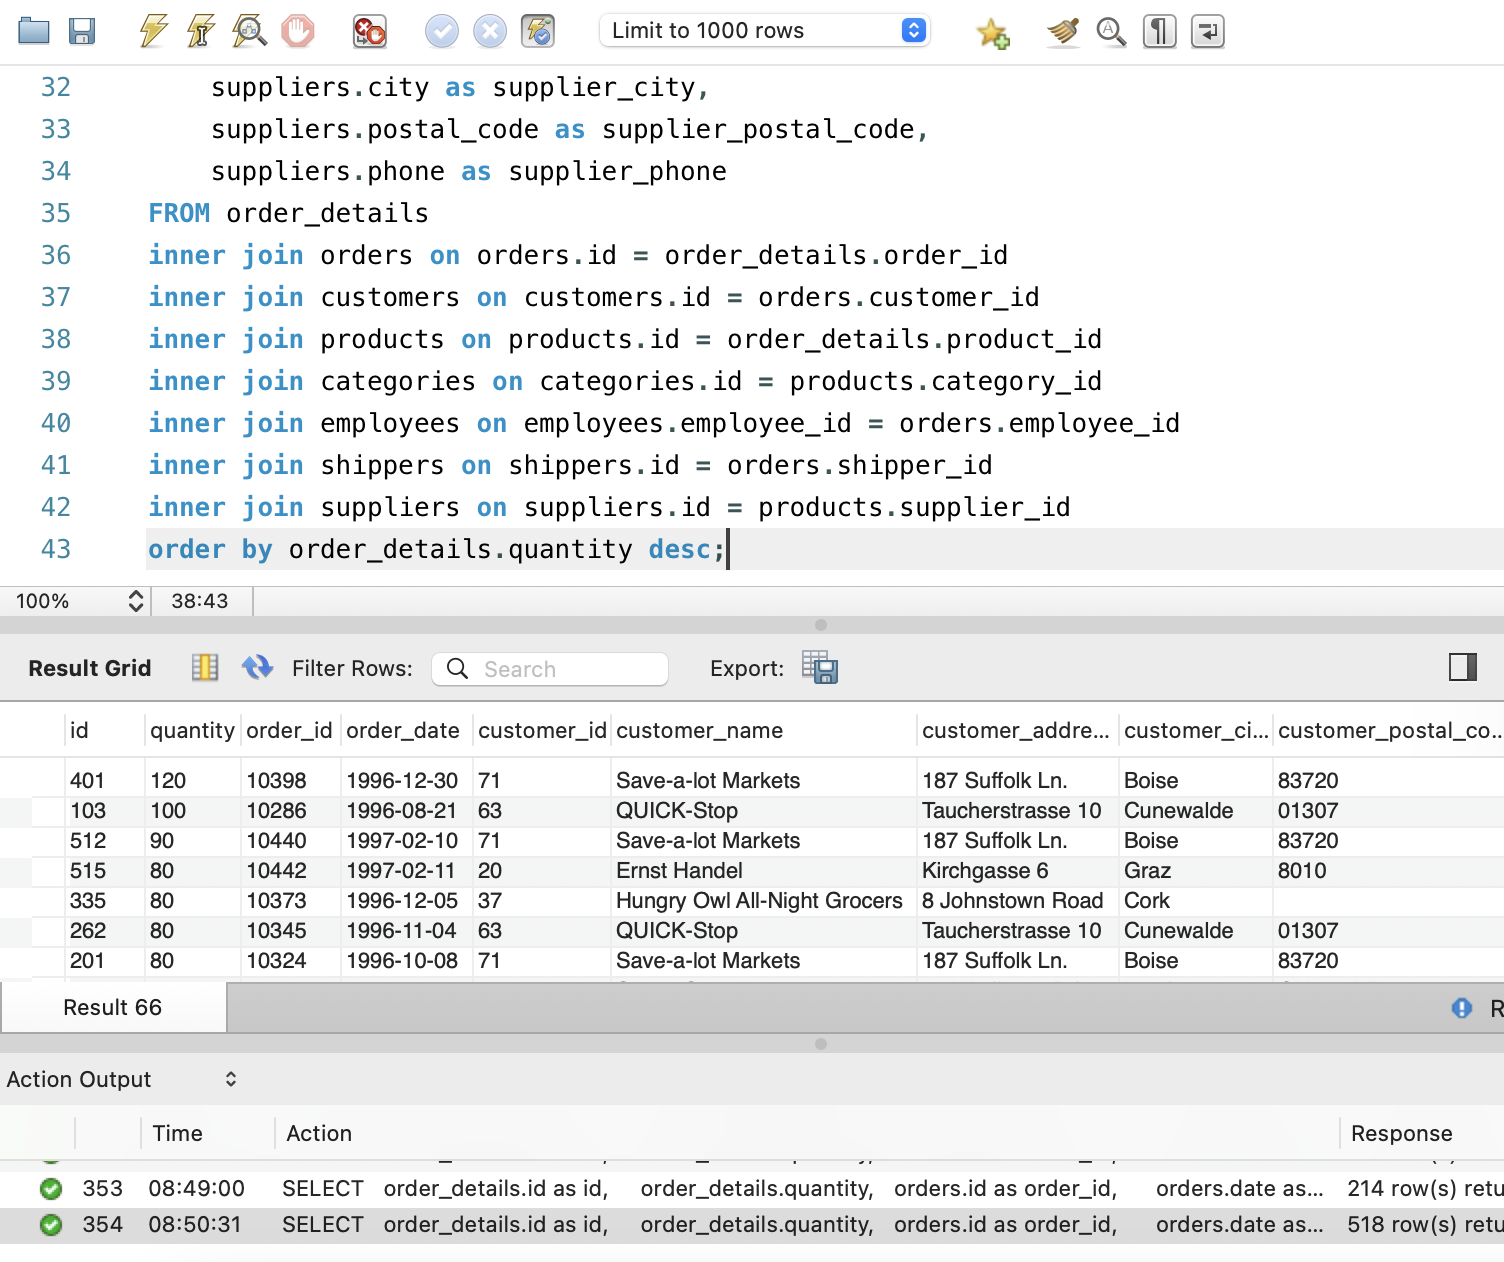 Limit to 1000 rows
32 suppliers.city as supplier_city,
33 suppliers.postal_code as supplier_postal_code,
34 suppliers.phone as supplier_phone
35 FROM order_details
36 inner join orders on orders.id = order_details.order_id
37 inner join customers on customers.id = orders.customer_id
38 inner join products on products.id = order_details.product_id
39 inner join categories on categories.id = products.category_id
40 inner join employees on employees.employee_id = orders.employee_id
41 inner join shippers on shippers.id = orders.shipper_id
42 inner join suppliers on suppliers.id = products.supplier_id
43 order by order_details.quantity desc;
100% 38:43
Result Grid Filter Rows: Search Export:
id quantity order_id order_date customer_id customer_name customer_addre... customer_ci... customer_postal_co...
401 120 10398 1996-12-30 71 Save-a-lot Markets 187 Suffolk Ln. Boise 83720
103 100 10286 1996-08-21 63 QUICK-Stop Taucherstrasse 10 Cunewalde 01307
512 90 10440 1997-02-10 71 Save-a-lot Markets 187 Suffolk Ln. Boise 83720
515 80 10442 1997-02-11 20 Ernst Handel Kirchgasse 6 Graz 8010
335 80 10373 1996-12-05 37 Hungry Owl All-Night Grocers 8 Johnstown Road Cork
262 80 10345 1996-11-04 63 QUICK-Stop Taucherstrasse 10 Cunewalde 01307
201 80 10324 1996-10-08 71 Save-a-lot Markets 187 Suffolk Ln. Boise 83720
Result 66 R
Action Output
Time Action Response
353 08:49:00 SELECT order_details.id as id, order_details.quantity, orders.id as order_id, orders.date as... 214 row(s) retu
354 08:50:31 SELECT order_details.id as id, order_details.quantity, orders.id as order_id, orders.date as... 518 row(s) retu